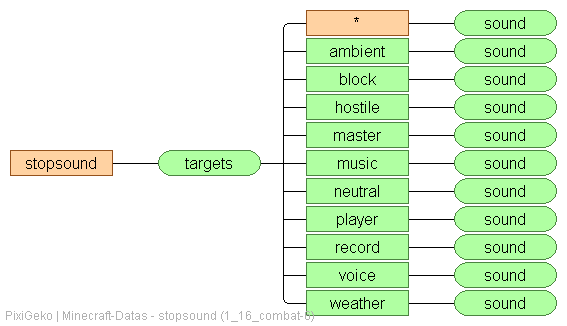 * sound
ambient sound
block sound
hostile sound
master sound
stopsound targets music sound
neutral sound
player sound
record sound
voice sound
weather sound
PixiGeko | Minecraft-Datas - stopsound (1_16_combat-6)